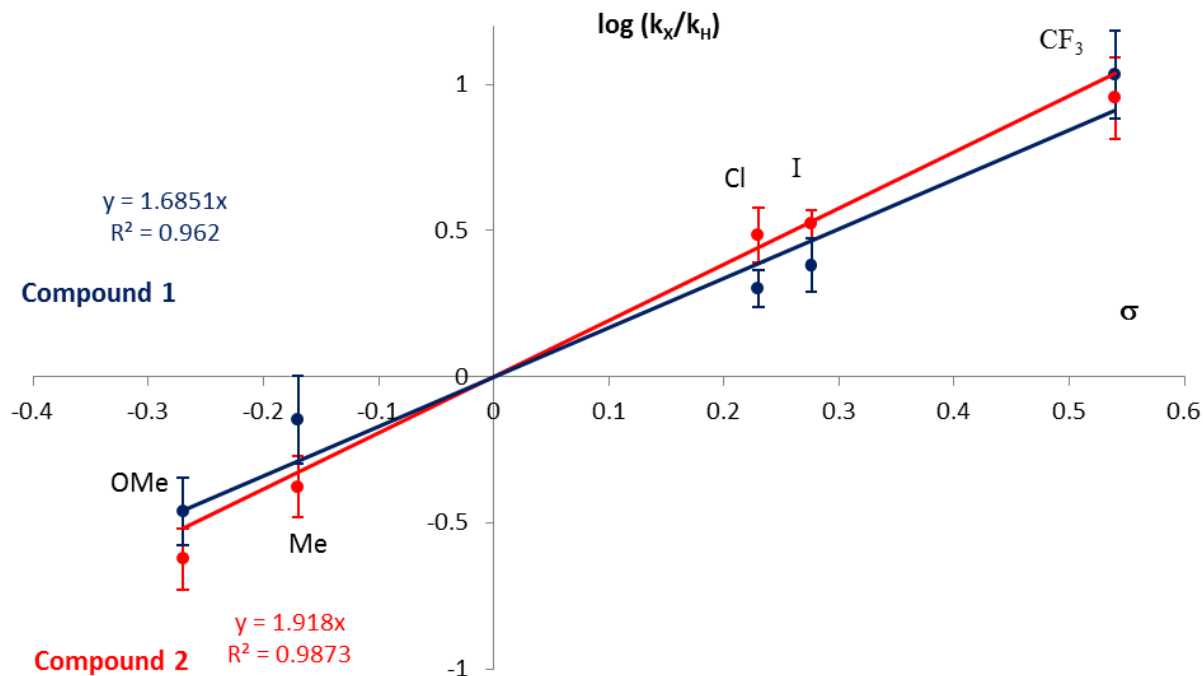 log (kX/kH)
CF3
1
y = 1.6851x
R² = 0.962
Cl
I
0.5
Compound 1
σ
0
-0.4
-0.3
-0.2
-0.1
0
0.1
0.2
0.3
0.4
0.5
0.6
OMe
-0.5
Me
y = 1.918x
R² = 0.9873
Compound 2
-1